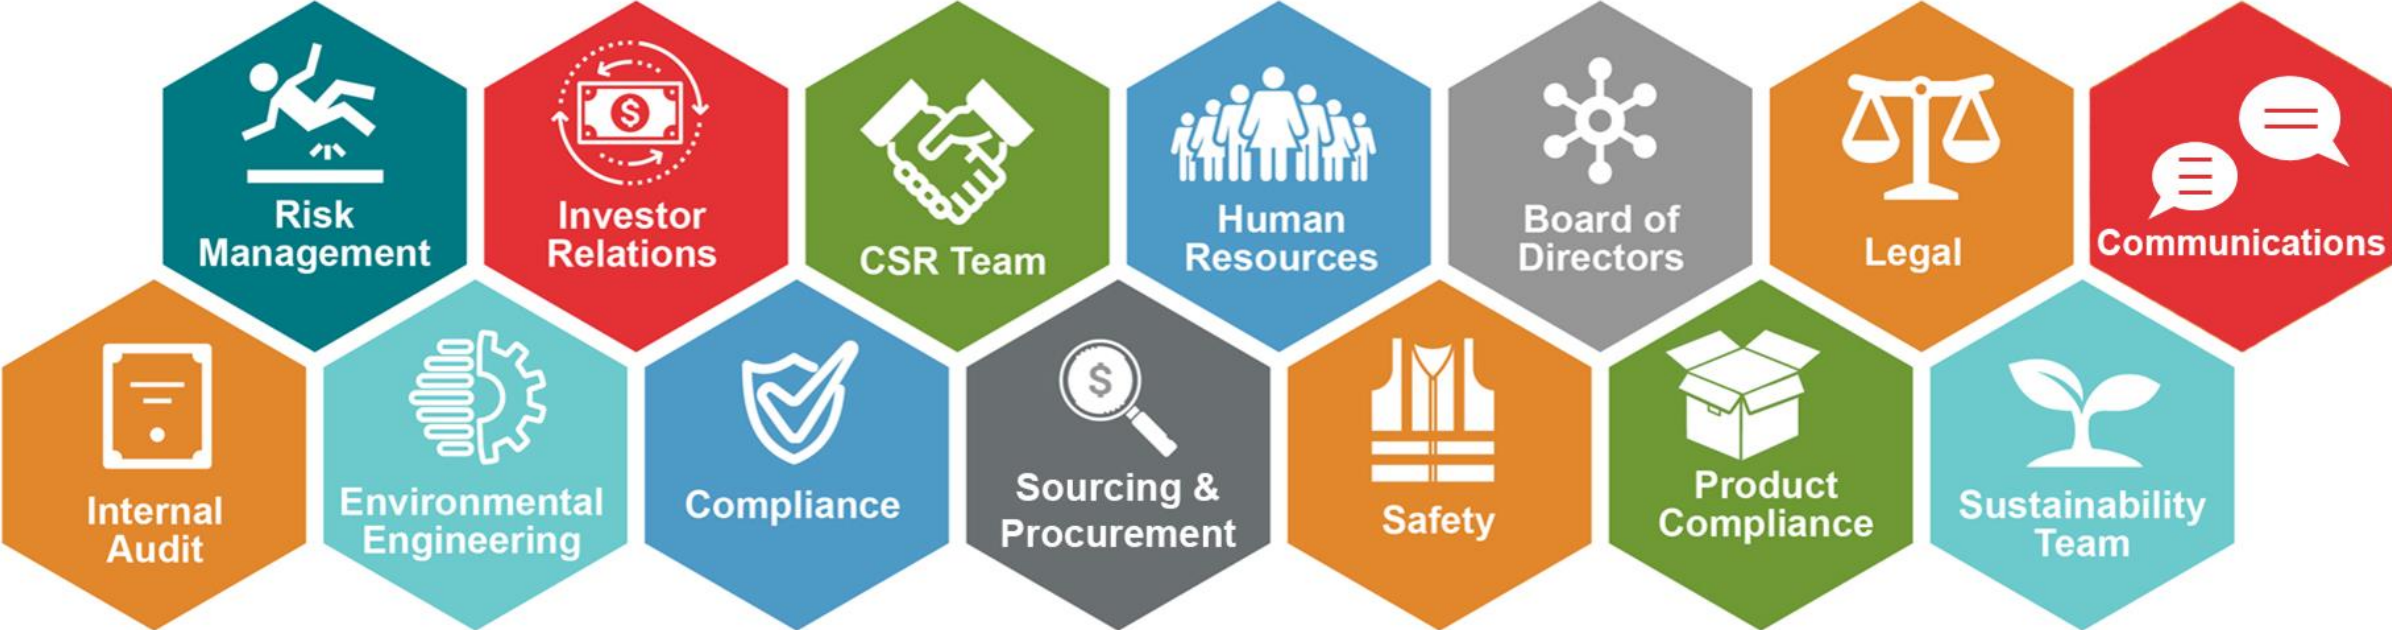 Risk
Management
Investor
Relations
$
CSR Team
Human
Resources
Board of
Directors
Legal
Communications
Internal
Audit
Environmental
Engineering
Compliance
$
Sourcing &
Procurement
Safety
Product
Compliance
Sustainability
Team